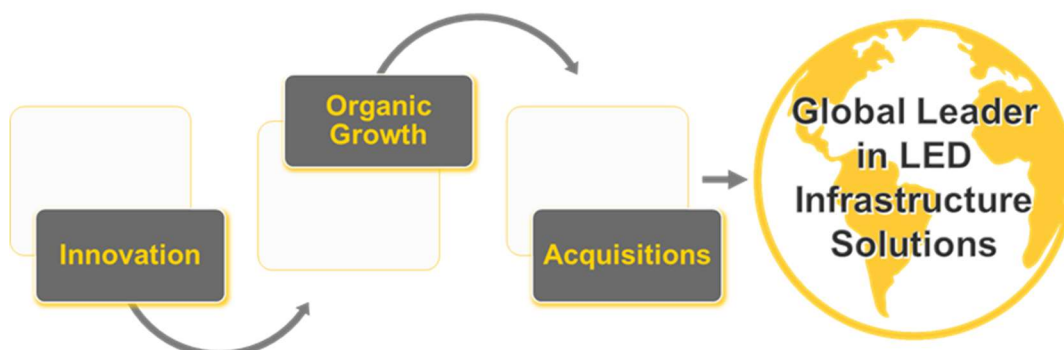 Innovation
Organic
Growth
Acquisitions
Global Leader
in LED
Infrastructure
Solutions